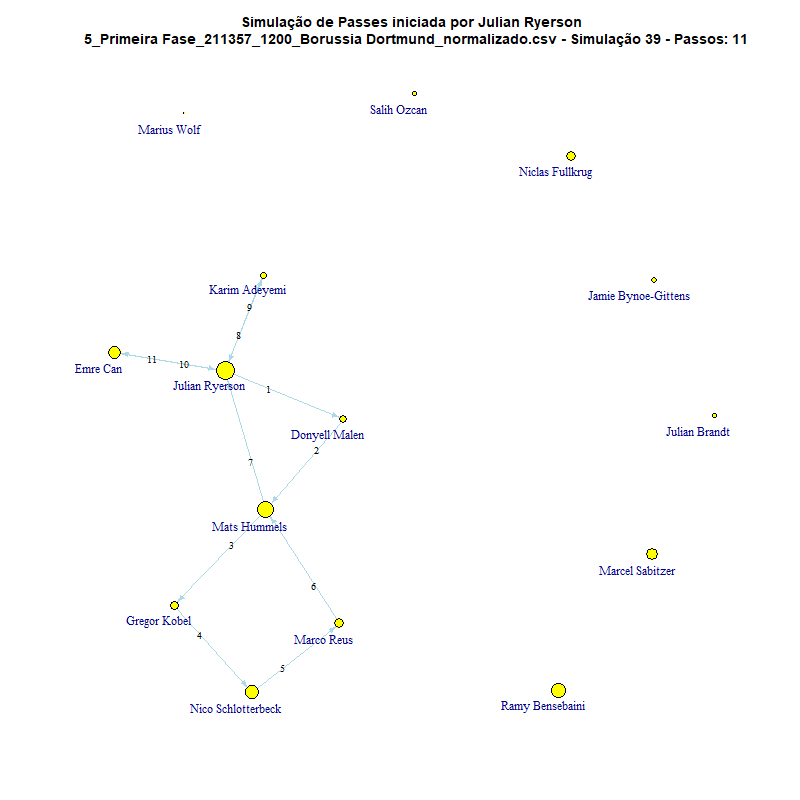 Simulação de Passes iniciada por Julian Ryerson
5_Primeira Fase_211357_1200_Borussia Dortmund_normalizado.csv - Simulação 39 - Passos: 11
Salih Ozcan
Marius Wolf
Niclas Fullkrug
Karim Adeyemi
Jamie Bynoe-Gittens
9
8
11
10
Emre Can
Julian Ryerson
1
Donyell Malen
Julian Brandt
2
7
Mats Hummels
3
Marcel Sabitzer
6
Gregor Kobel
4
Marco Reus
5
Nico Schlotterbeck
Ramy Bensebaini